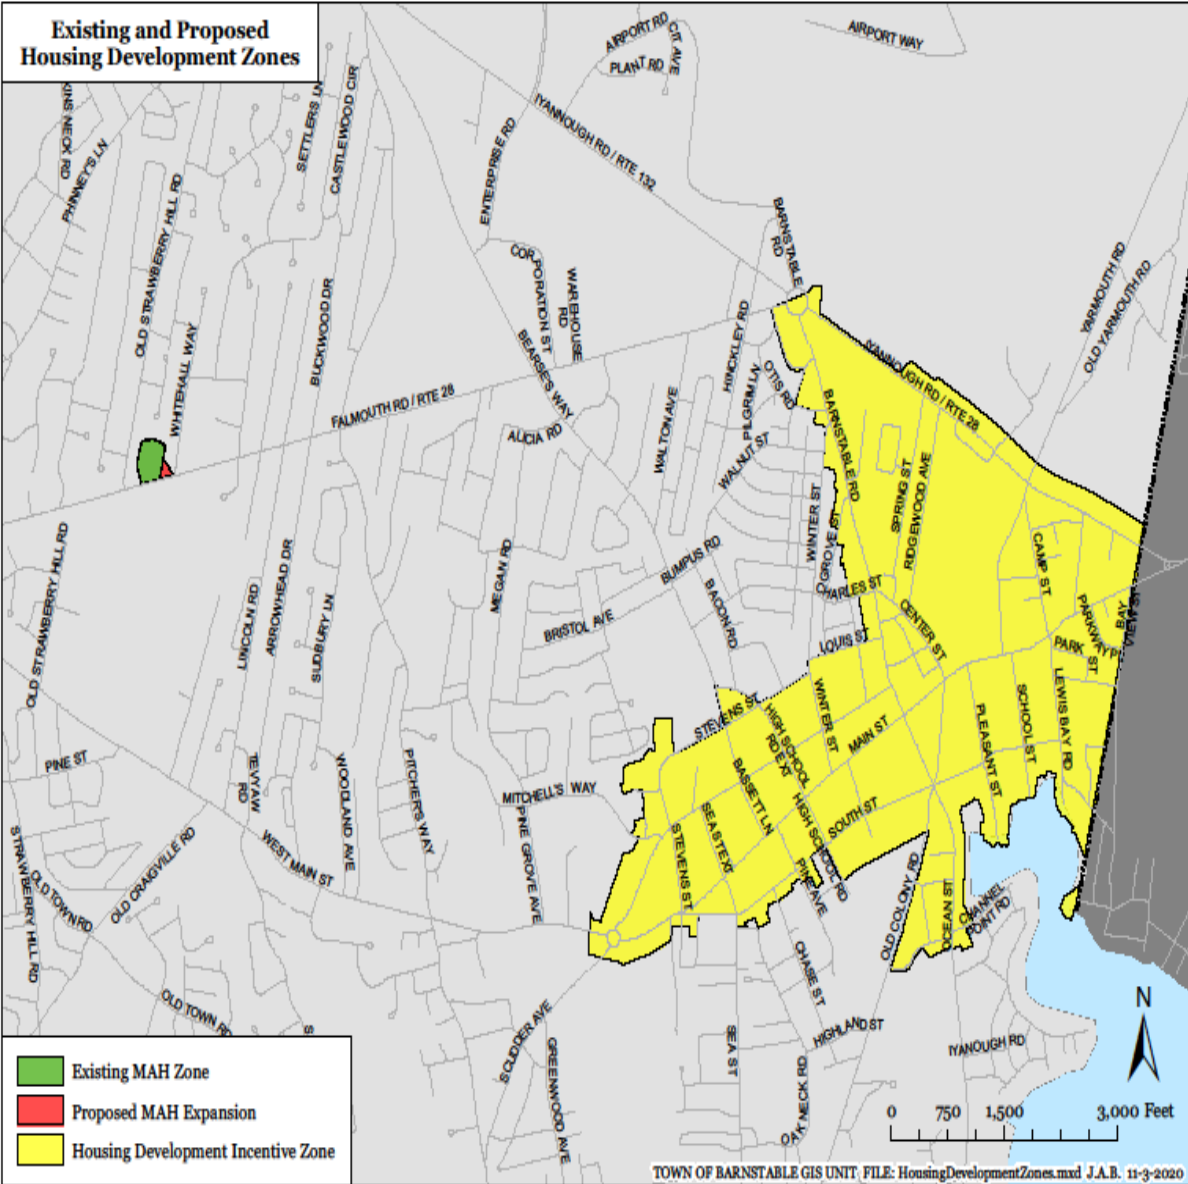 Existing and Proposed
Housing Development Zones
AIRPORT RD
CIT AVE
PLANT RD
AIRPORT WAY
KINS NECK RD
PHINNEY'S LN
SETTLERS LN
CASTLEWOOD CIR
OLD STRAWBERRY HILL RD
ENTERPRISE RD
IYANNOUGH RD / RTE 132
BARNSTABLE
RD
YARMOUTH RD
OLD YARMOUTH RD
CORPORATION ST
WAREHOUSE
RD
BUCKWOOD DR
WHITEHALL WAY
BEARSE'S WAY
HINCKLEY RD
PILGRIM LN
OTIS RD
IYANNOUGH RD / RTE 28
FALMOUTH RD / RTE 28
ALICIA RD
WALTON AVE
WALNUT ST
BARNSTABLE RD
SPRING ST
RIDGEWOOD AVE
WINTER ST
GROVE ST
OLD STRAWBERRY HILL RD
LINCOLN RD
ARROWHEAD DR
SUDBURY LN
MEGAN RD
BUMPUS RD
BRISTOL AVE
BACON RD
CHARLES ST
CENTER ST
LOUIS ST
CAMP ST
PARKWAY PL
BAY
VIEW ST
PARK
ST
LEWIS BAY RD
SCHOOL ST
PLEASANT ST
STEVENS ST
HIGH SCHOOL
RD EXT
WINTER ST
MAIN ST
SOUTH ST
BASSETT LN
HIGH SCHOOL RD
SEA ST EXT
STEVENS ST
PINE AVE
PINE ST
TEVYAW
RD
WOODLAND AVE
PITCHER'S WAY
MITCHELL'S WAY
PINE GROVE AVE
WEST MAIN ST
STRAWBERRY HILL RD
OLD TOWN RD
OLD CRAIGVILLE RD
OLD COLONY RD
OCEAN ST
CHANNEL
POINT RD
CHASE ST
OLD TOWN RD
S
SCUDDER AVE
GREENWOOD AVE
SEA ST
HIGHLAND ST
OAK NECK RD
IYANOUGH RD
N
Existing MAH Zone
Proposed MAH Expansion
Housing Development Incentive Zone
0 750 1,500 3,000 Feet
TOWN OF BARNSTABLE GIS UNIT FILE: HousingDevelopmentZones.mxd J.A.B. 11-3-2020